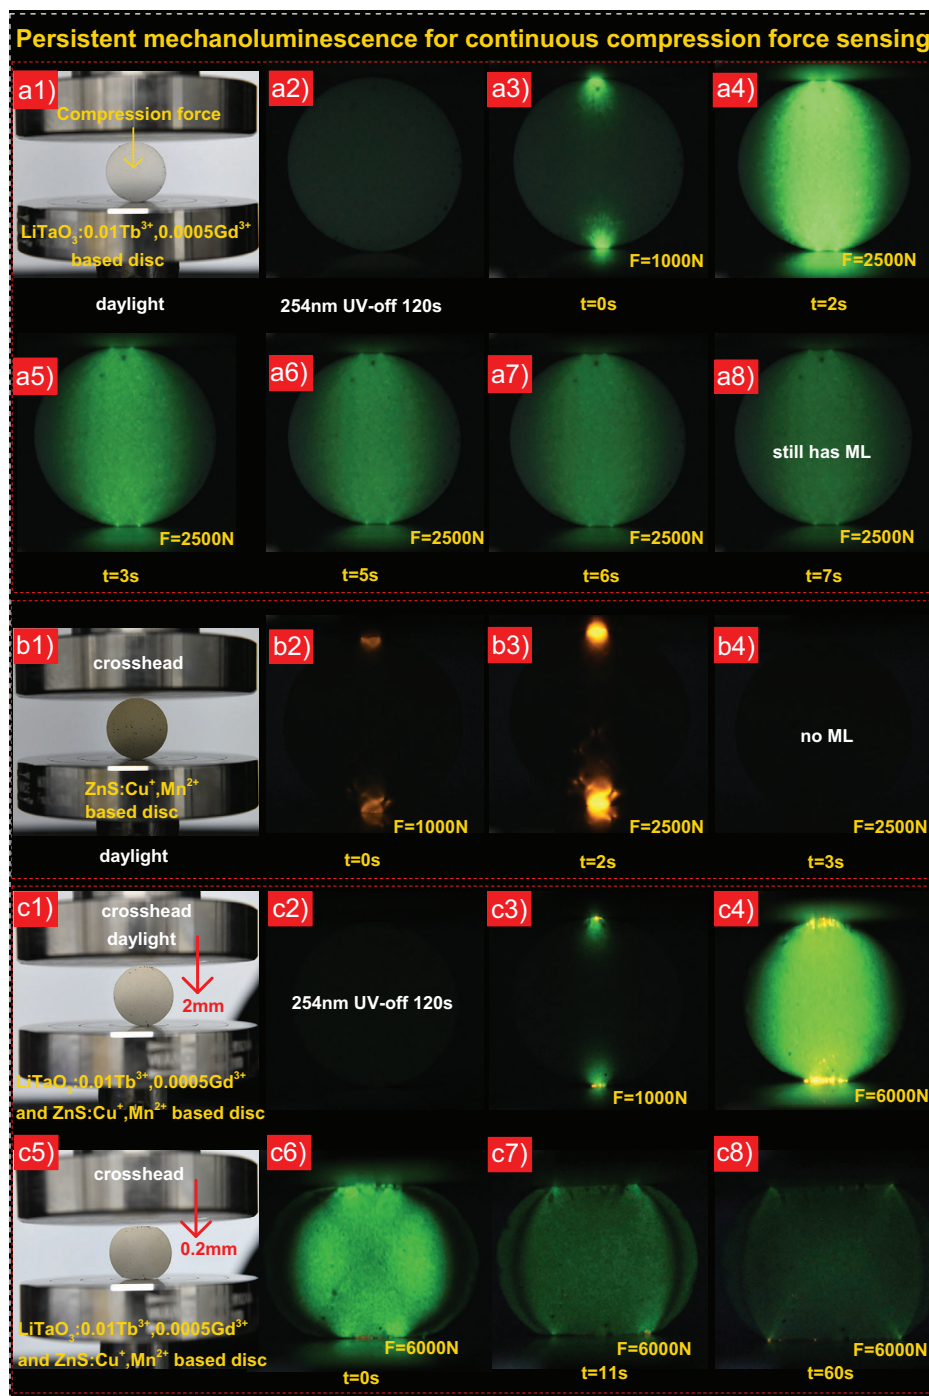 Persistent mechanoluminescence for continuous compression force sensing
a1)
Compression force
LiTaO₃:0.01Tb³⁺,0.0005Gd³⁺
based disc
daylight
a2)
254nm UV-off 120s
a3)
F=1000N
t=0s
a4)
F=2500N
t=2s
a5)
F=2500N
t=3s
a6)
F=2500N
t=5s
a7)
F=2500N
t=6s
a8)
still has ML
F=2500N
t=7s
b1)
crosshead
ZnS:Cu⁺,Mn²⁺
based disc
daylight
b2)
F=1000N
t=0s
b3)
F=2500N
t=2s
b4)
no ML
F=2500N
t=3s
c1)
crosshead
daylight
2mm
LiTaO₃:0.01Tb³⁺,0.0005Gd³⁺
and ZnS:Cu⁺,Mn²⁺ based disc
c2)
254nm UV-off 120s
c3)
F=1000N
c4)
F=6000N
c5)
crosshead
0.2mm
LiTaO₃:0.01Tb³⁺,0.0005Gd³⁺
and ZnS:Cu⁺,Mn²⁺ based disc
c6)
F=6000N
t=0s
c7)
F=6000N
t=11s
c8)
F=6000N
t=60s